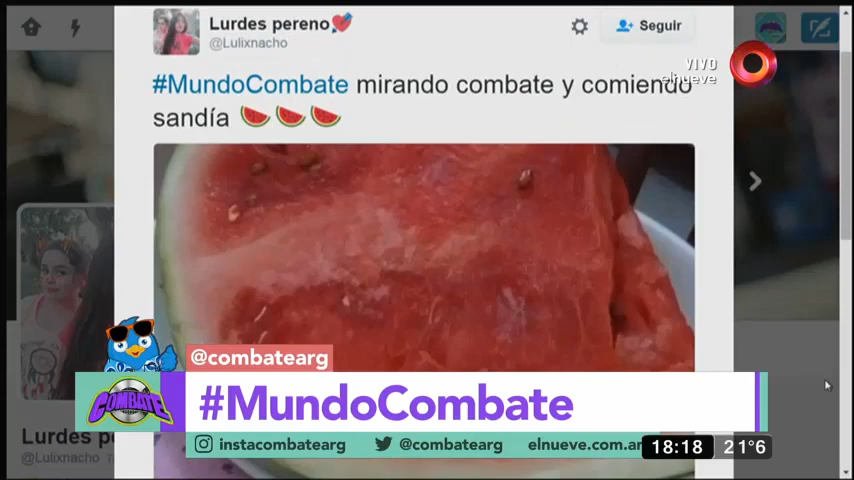 Lurdes pereno
@Lulixnacho
Seguir
VIVO
elnueve
#MundoCombate mirando combate y comiendo
sandía
@combatearg
COMBATE
#MundoCombate
instacombatearg
@combatearg
elnueve.com.ar
18:18
21°6
Lurdes pe
@Lulixnacho